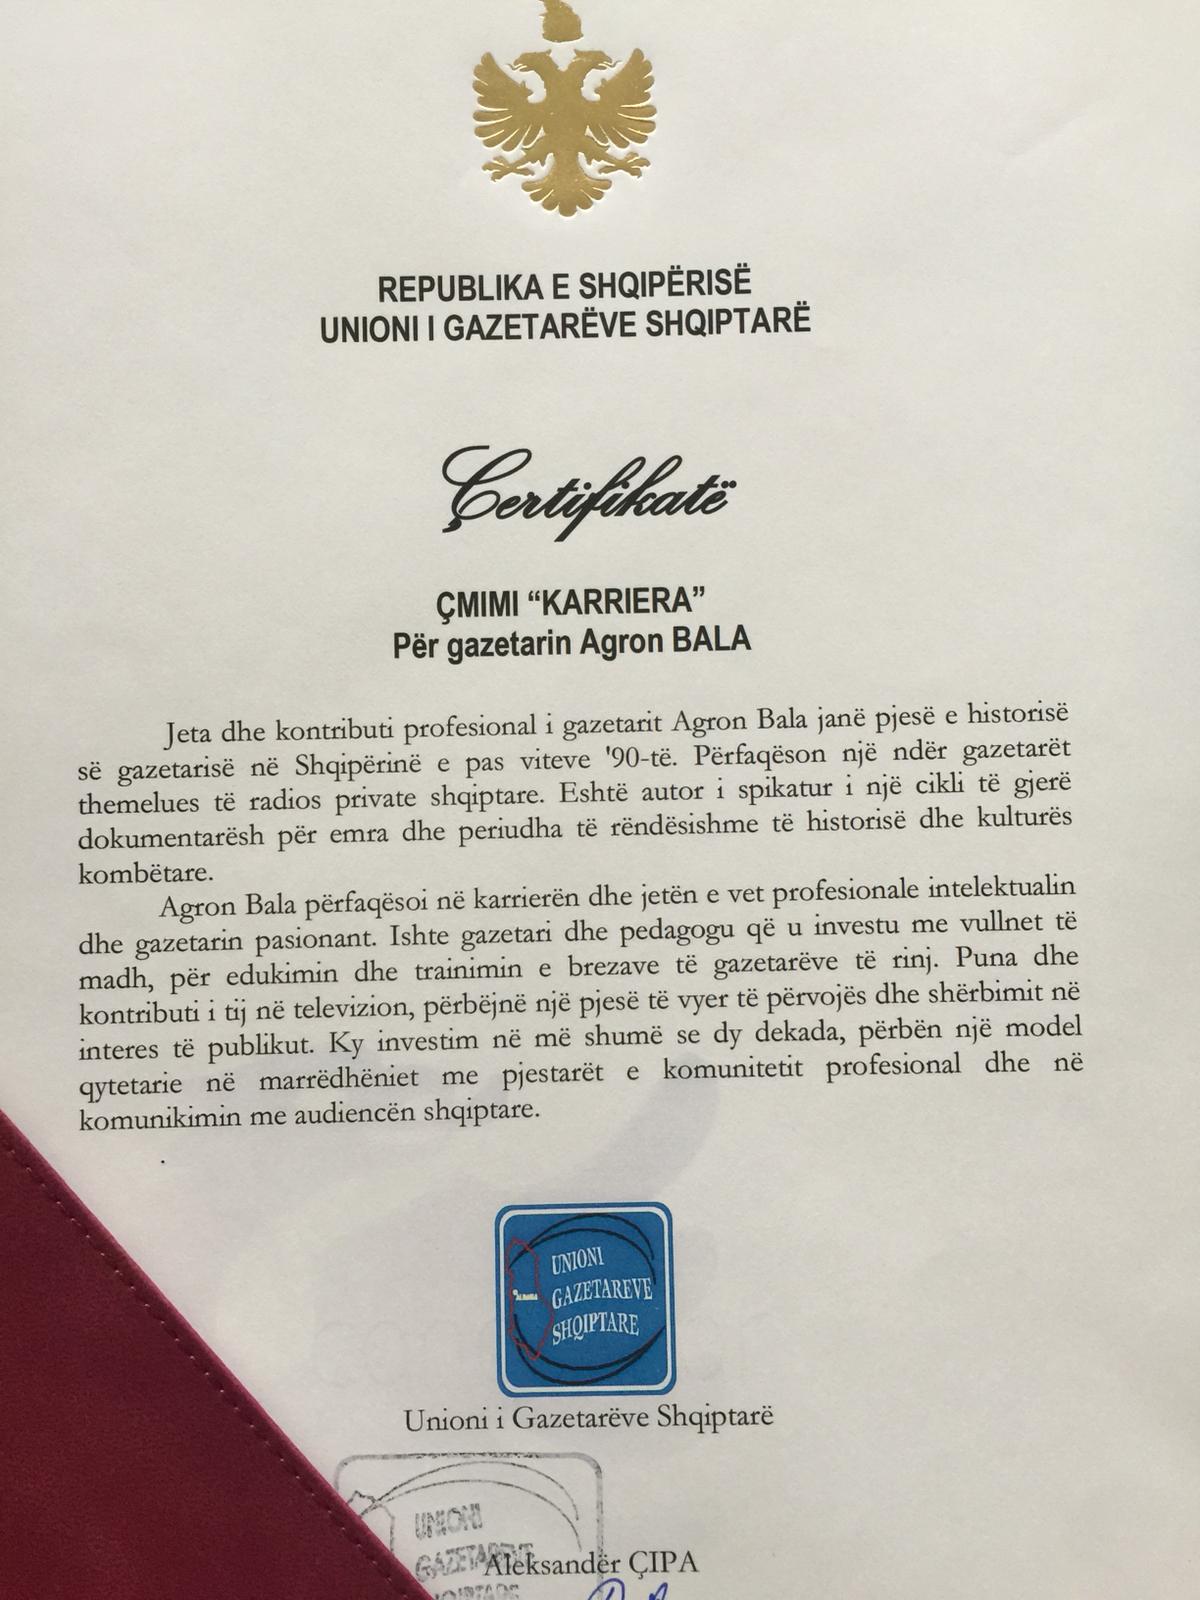 REPUBLIKA E SHQIPËRISË
UNIONI I GAZETARËVE SHQIPTARË
Çertifikatë
ÇMIMI “KARRIERA”
Për gazetarin Agron BALA
Jeta dhe kontributi profesional i gazetarit Agron Bala janë pjesë e historisë
së gazetarisë në Shqipërinë e pas viteve '90-të. Përfaqëson një ndër gazetarët
themelues të radios private shqiptare. Eshtë autor i spikatur i një cikli të gjerë
dokumentarësh për emra dhe periudha të rëndësishme të historisë dhe kulturës
kombëtare.
Agron Bala përfaqësoi në karrierën dhe jetën e vet profesionale intelektualin
dhe gazetarin pasionant. Ishte gazetari dhe pedagogu që u investu me vullnet të
madh, për edukimin dhe trainimin e brezave të gazetarëve të rinj. Puna dhe
kontributi i tij në televizion, përbëjnë një pjesë të vyer të përvojës dhe shërbimit në
interes të publikut. Ky investim në më shumë se dy dekada, përbën një model
qytetarie në marrëdhëniet me pjestarët e komunitetit profesional dhe në
komunikimin me audiencën shqiptare.
UNIONI
GAZETAREVE
SHQIPTARE
Unioni i Gazetarëve Shqiptarë
UNIONI
GAZETAREVE
Aleksandër ÇIPA